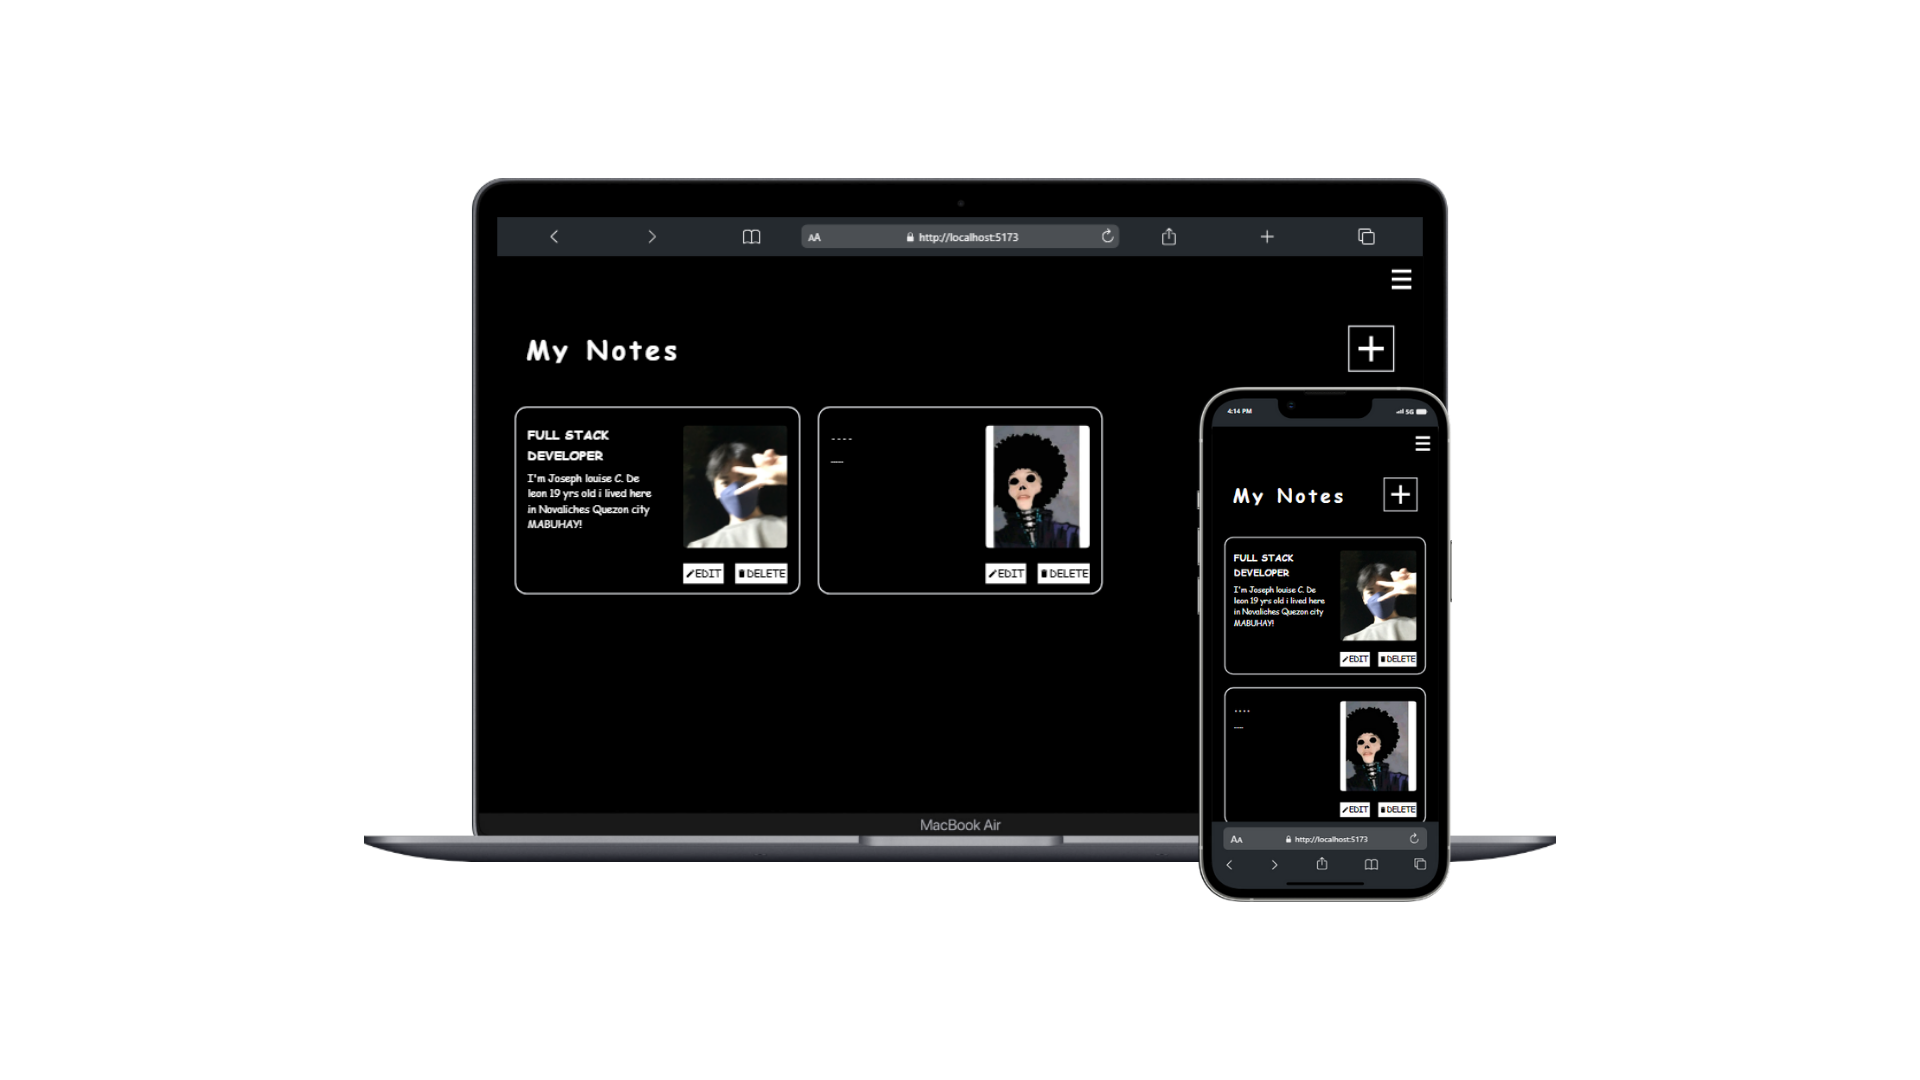 AA http://localhost:5173
My Notes
FULL STACK
DEVELOPER
I'm Joseph louise C. De
leon 19 yrs old i lived here
in Novaliches Quezon city
MABUHAY!
EDIT DELETE
----
__
EDIT DELETE
MacBook Air
4:14 PM 5G
My Notes
FULL STACK
DEVELOPER
I'm Joseph louise C. De
leon 19 yrs old i lived here
in Novaliches Quezon city
MABUHAY!
EDIT DELETE
----
__
EDIT DELETE
AA http://localhost:5173